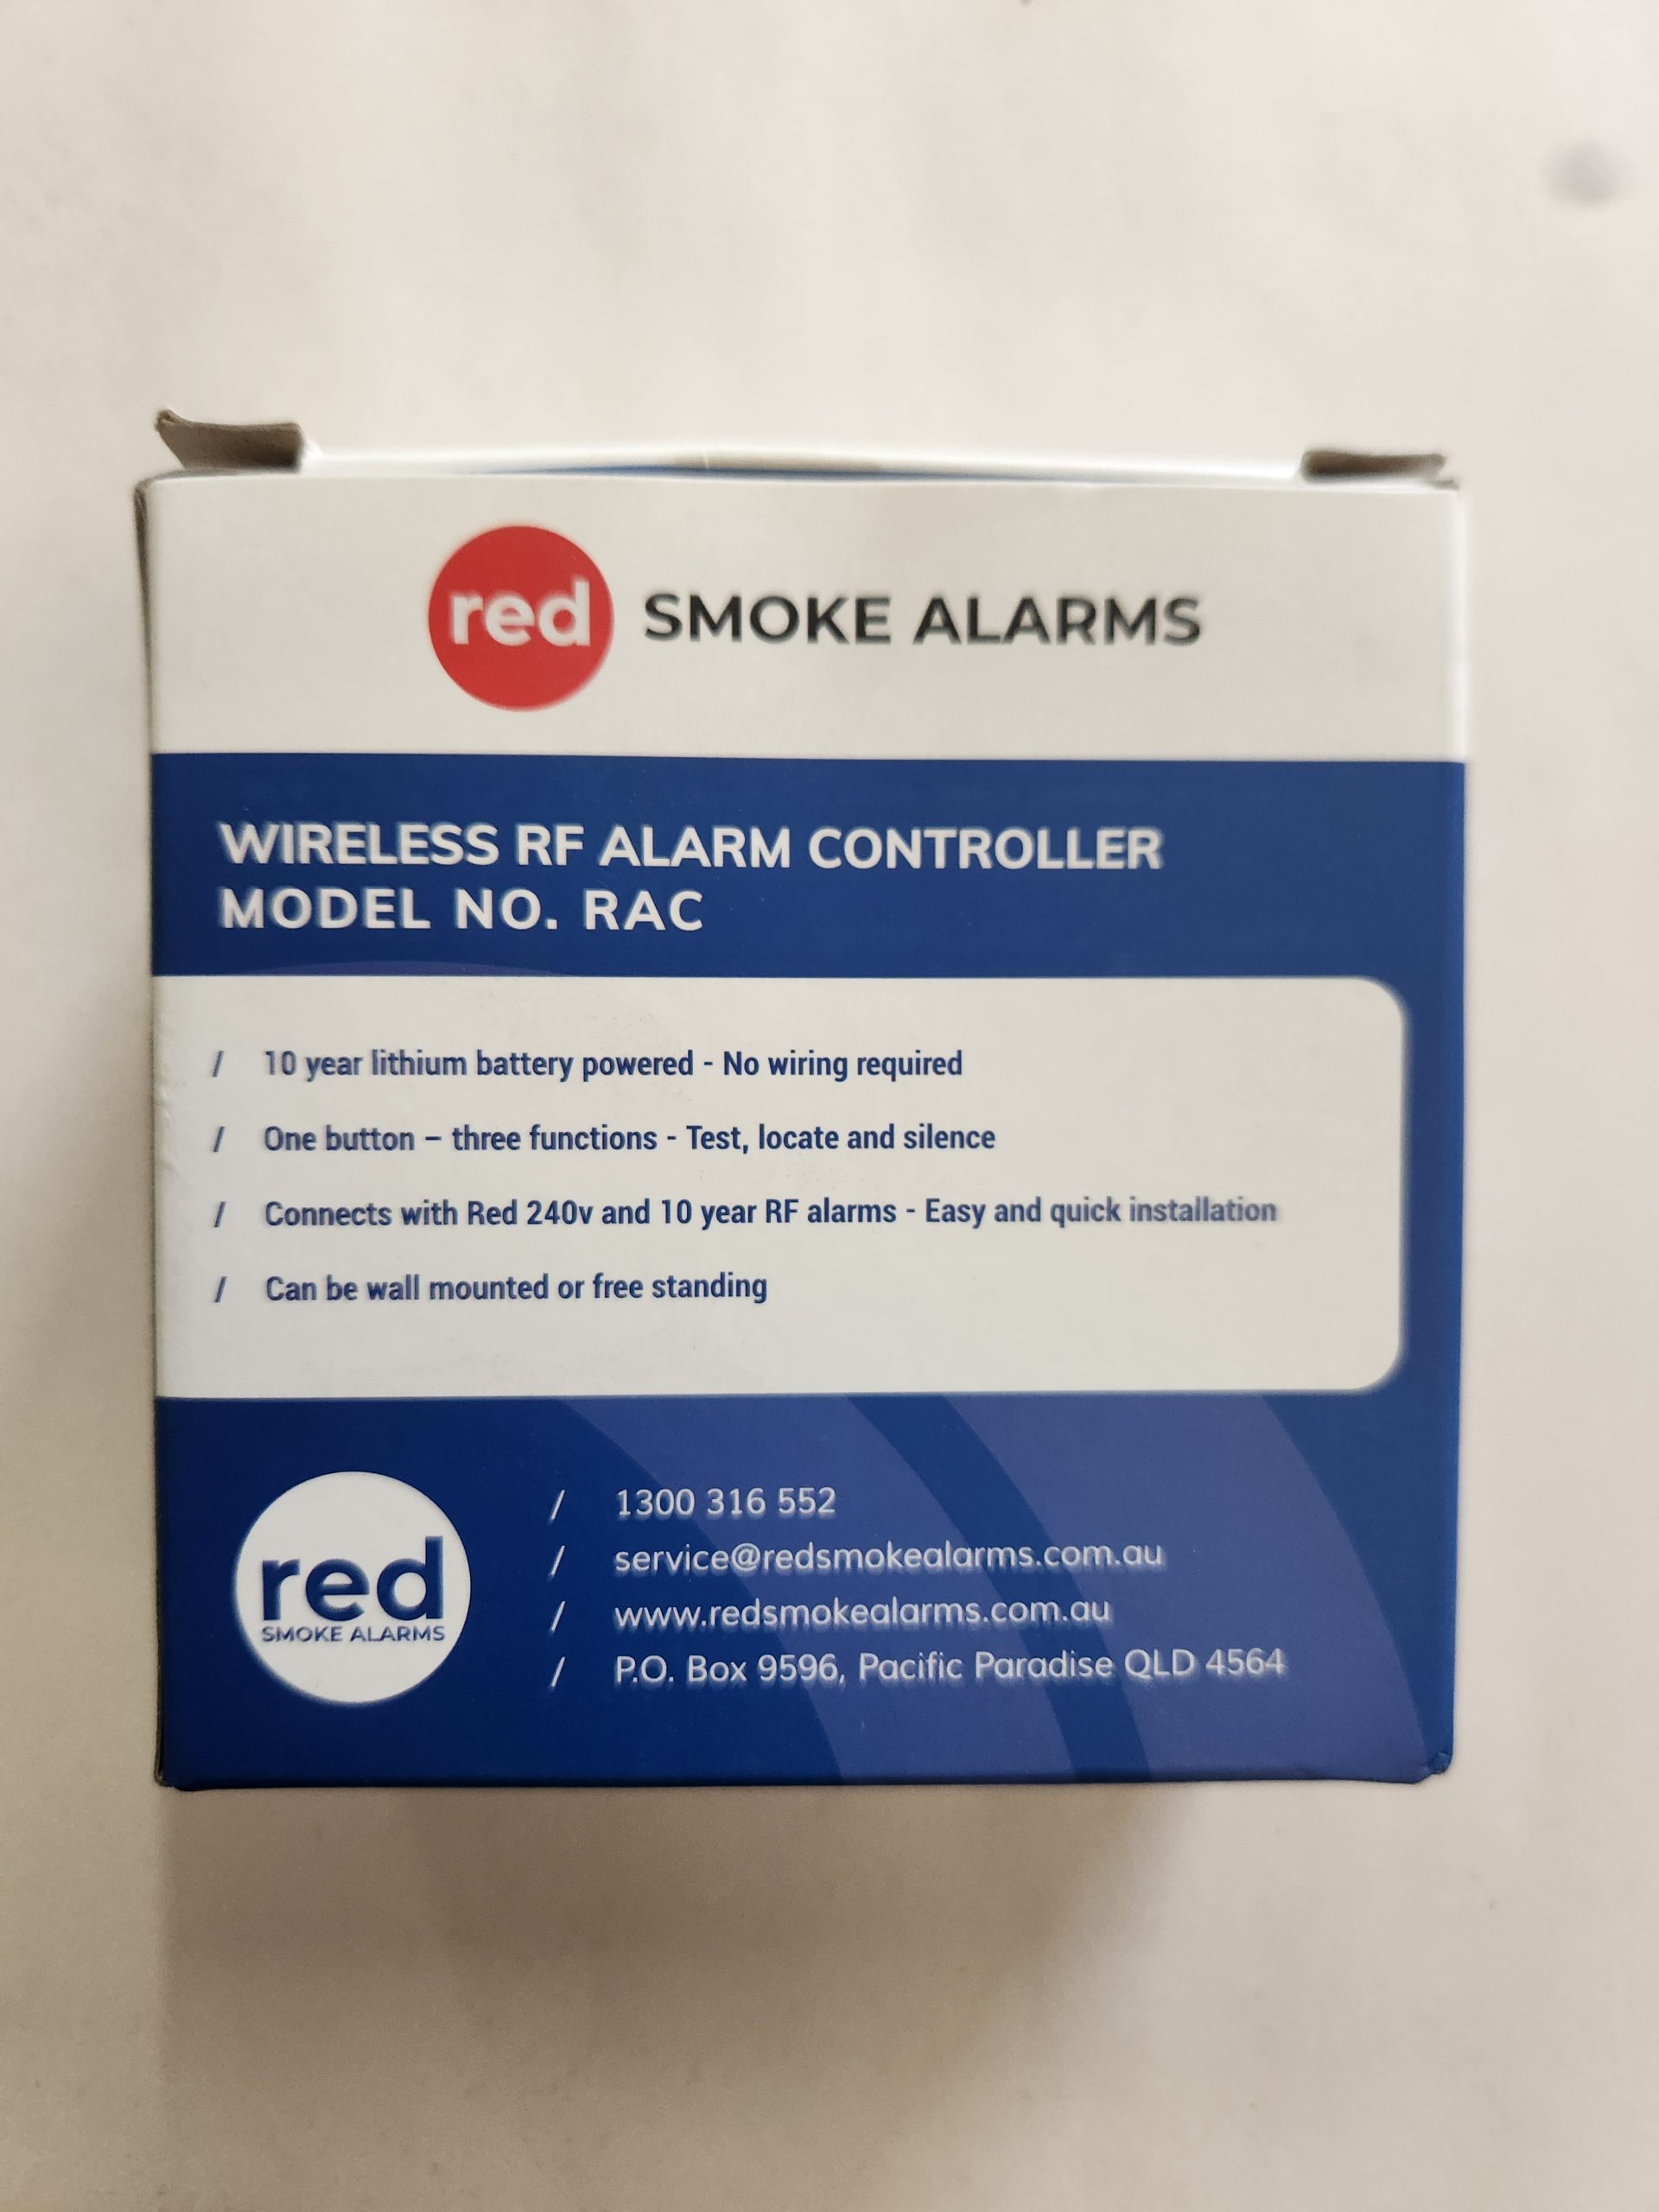 red SMOKE ALARMS
WIRELESS RF ALARM CONTROLLER
MODEL NO. RAC
/ 10 year lithium battery powered - No wiring required
/ One button – three functions - Test, locate and silence
/ Connects with Red 240v and 10 year RF alarms - Easy and quick installation
/ Can be wall mounted or free standing
red
SMOKE ALARMS
/ 1300 316 552
/ service@redsmokealarms.com.au
/ www.redsmokealarms.com.au
/ P.O. Box 9596, Pacific Paradise QLD 4564